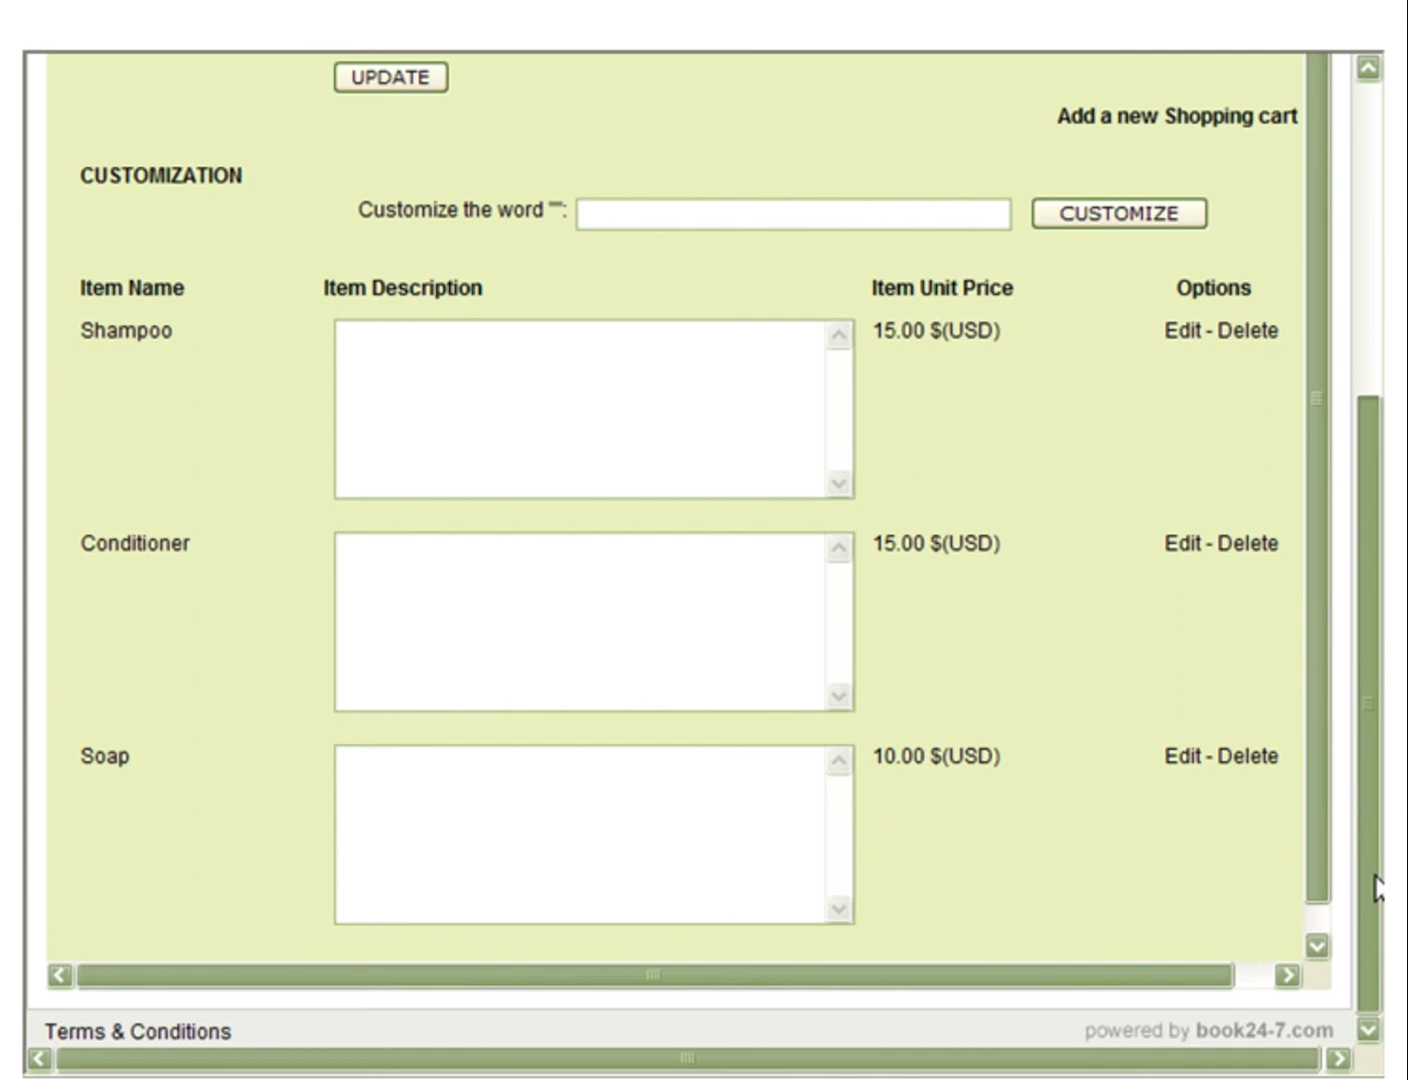 UPDATE
Add a new Shopping cart
CUSTOMIZATION
Customize the word "": CUSTOMIZE
Item Name Item Description Item Unit Price Options
Shampoo 15.00 $(USD) Edit - Delete
Conditioner 15.00 $(USD) Edit - Delete
Soap 10.00 $(USD) Edit - Delete
Terms & Conditions powered by book24-7.com